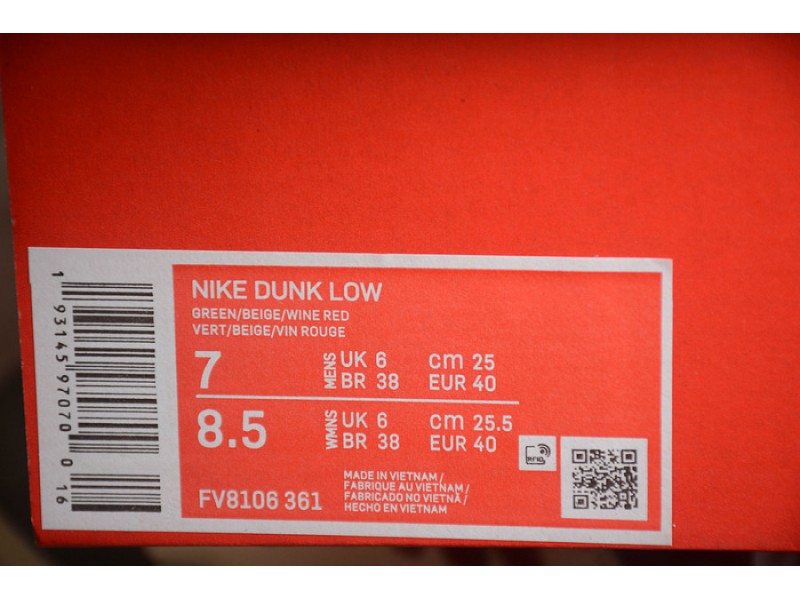 NIKE DUNK LOW
GREEN/BEIGE/WINE RED
VERT/BEIGE/VIN ROUGE
7 MENS UK 6 cm 25
BR 38 EUR 40
8.5 WMNS UK 6 cm 25.5
BR 38 EUR 40
RFID
FV8106 361
MADE IN VIETNAM/
FABRIQUE AU VIETNAM/
FABRICADO NO VIETNÃ/
HECHO EN VIETNAM
1 93145 97070 0 16